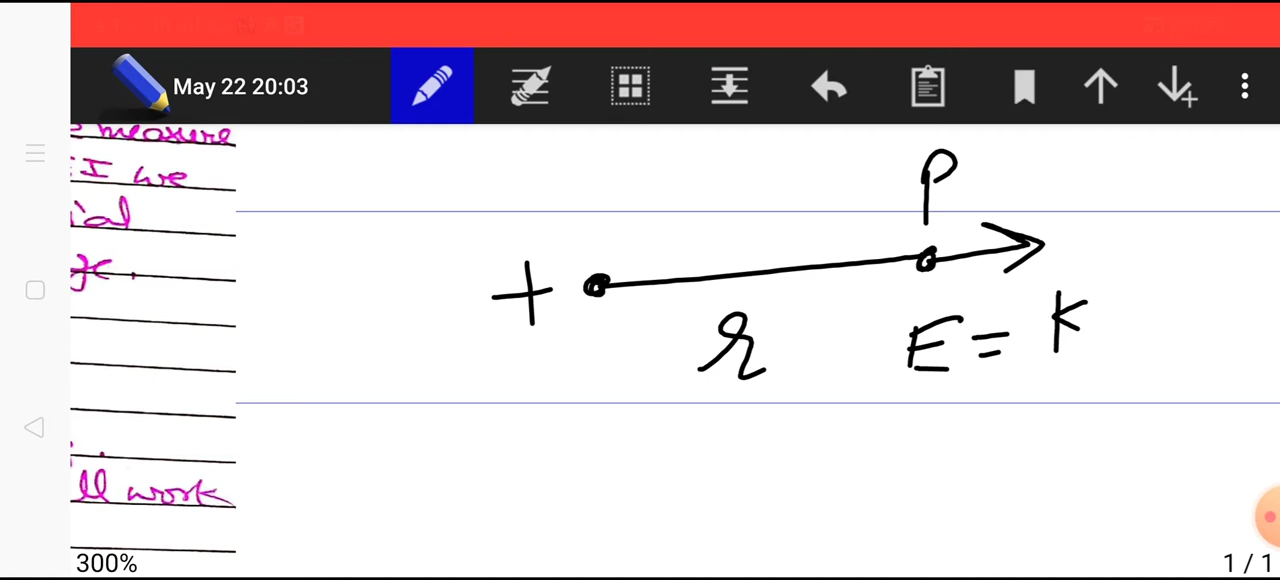 May 22 20:03
measure
I we
ial
P
+
r
E = K
ll work
300%
1 / 1